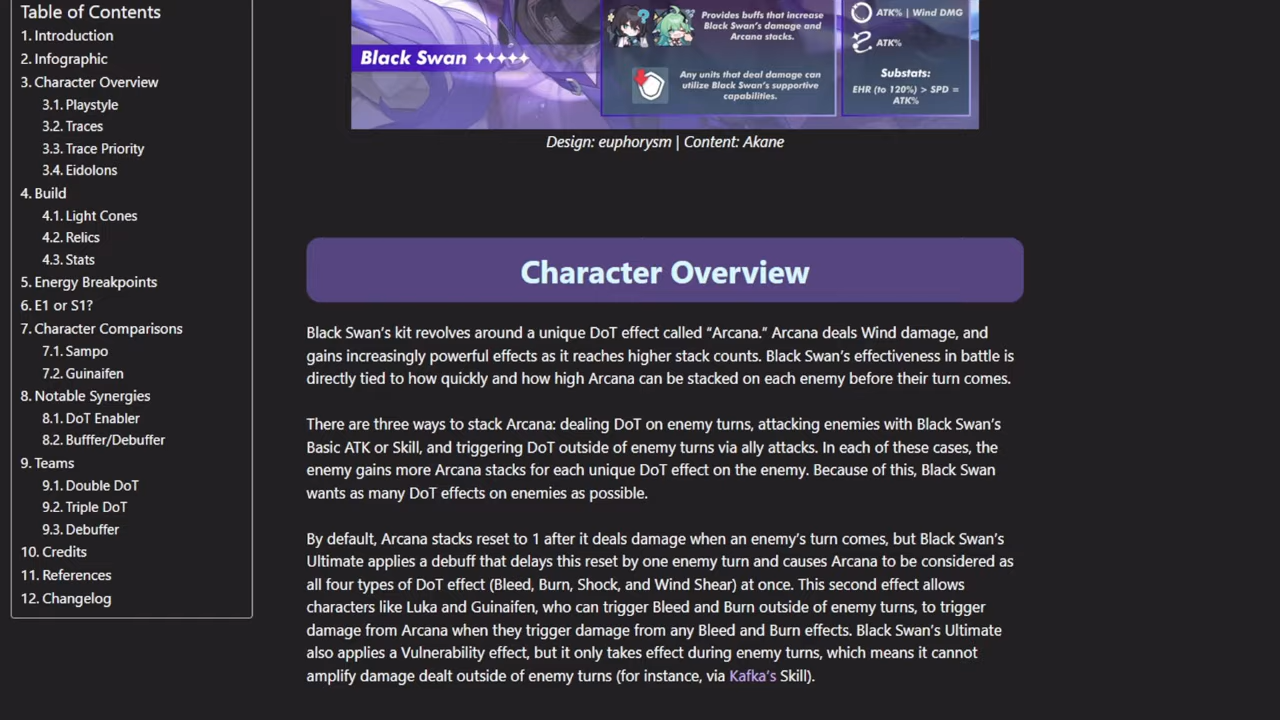 Table of Contents
1. Introduction
2. Infographic
3. Character Overview
3.1. Playstyle
3.2. Traces
3.3. Trace Priority
3.4. Eidolons
4. Build
4.1. Light Cones
4.2. Relics
4.3. Stats
5. Energy Breakpoints
6. E1 or S1?
7. Character Comparisons
7.1. Sampo
7.2. Guinaifen
8. Notable Synergies
8.1. DoT Enabler
8.2. Bufffer/Debuffer
9. Teams
9.1. Double DoT
9.2. Triple DoT
9.3. Debuffer
10. Credits
11. References
12. Changelog
Black Swan
Provides buffs that increase
Black Swan's damage and
Arcana stacks.
Any units that deal damage can
utilize Black Swan's supportive
capabilities.
ATK% | Wind DMG
ATK%
Substats:
EHR (to 120%) > SPD =
ATK%
Design: euphorysm | Content: Akane
Character Overview
Black Swan's kit revolves around a unique DoT effect called “Arcana.” Arcana deals Wind damage, and
gains increasingly powerful effects as it reaches higher stack counts. Black Swan's effectiveness in battle is
directly tied to how quickly and how high Arcana can be stacked on each enemy before their turn comes.
There are three ways to stack Arcana: dealing DoT on enemy turns, attacking enemies with Black Swan's
Basic ATK or Skill, and triggering DoT outside of enemy turns via ally attacks. In each of these cases, the
enemy gains more Arcana stacks for each unique DoT effect on the enemy. Because of this, Black Swan
wants as many DoT effects on enemies as possible.
By default, Arcana stacks reset to 1 after it deals damage when an enemy's turn comes, but Black Swan's
Ultimate applies a debuff that delays this reset by one enemy turn and causes Arcana to be considered as
all four types of DoT effect (Bleed, Burn, Shock, and Wind Shear) at once. This second effect allows
characters like Luka and Guinaifen, who can trigger Bleed and Burn outside of enemy turns, to trigger
damage from Arcana when they trigger damage from any Bleed and Burn effects. Black Swan's Ultimate
also applies a Vulnerability effect, but it only takes effect during enemy turns, which means it cannot
amplify damage dealt outside of enemy turns (for instance, via Kafka's Skill).